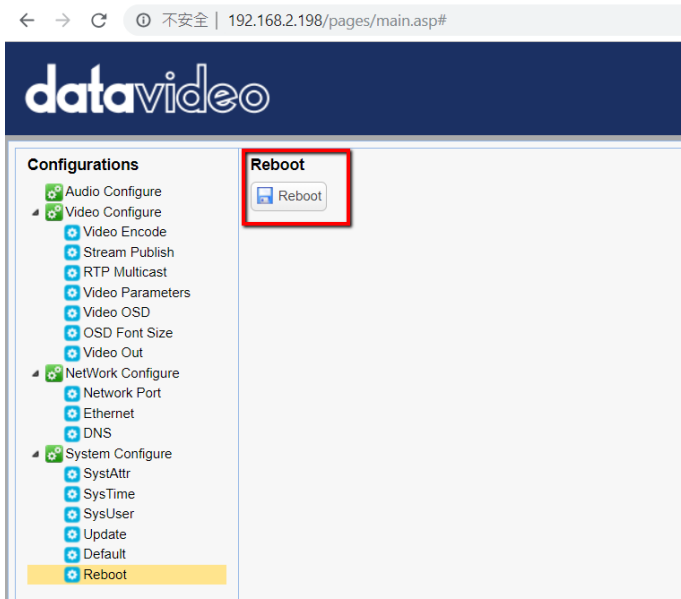 不安全 | 192.168.2.198/pages/main.asp#
datavideo
Configurations
Audio Configure
Video Configure
Video Encode
Stream Publish
RTP Multicast
Video Parameters
Video OSD
OSD Font Size
Video Out
NetWork Configure
Network Port
Ethernet
DNS
System Configure
SystAttr
SysTime
SysUser
Update
Default
Reboot
Reboot
Reboot